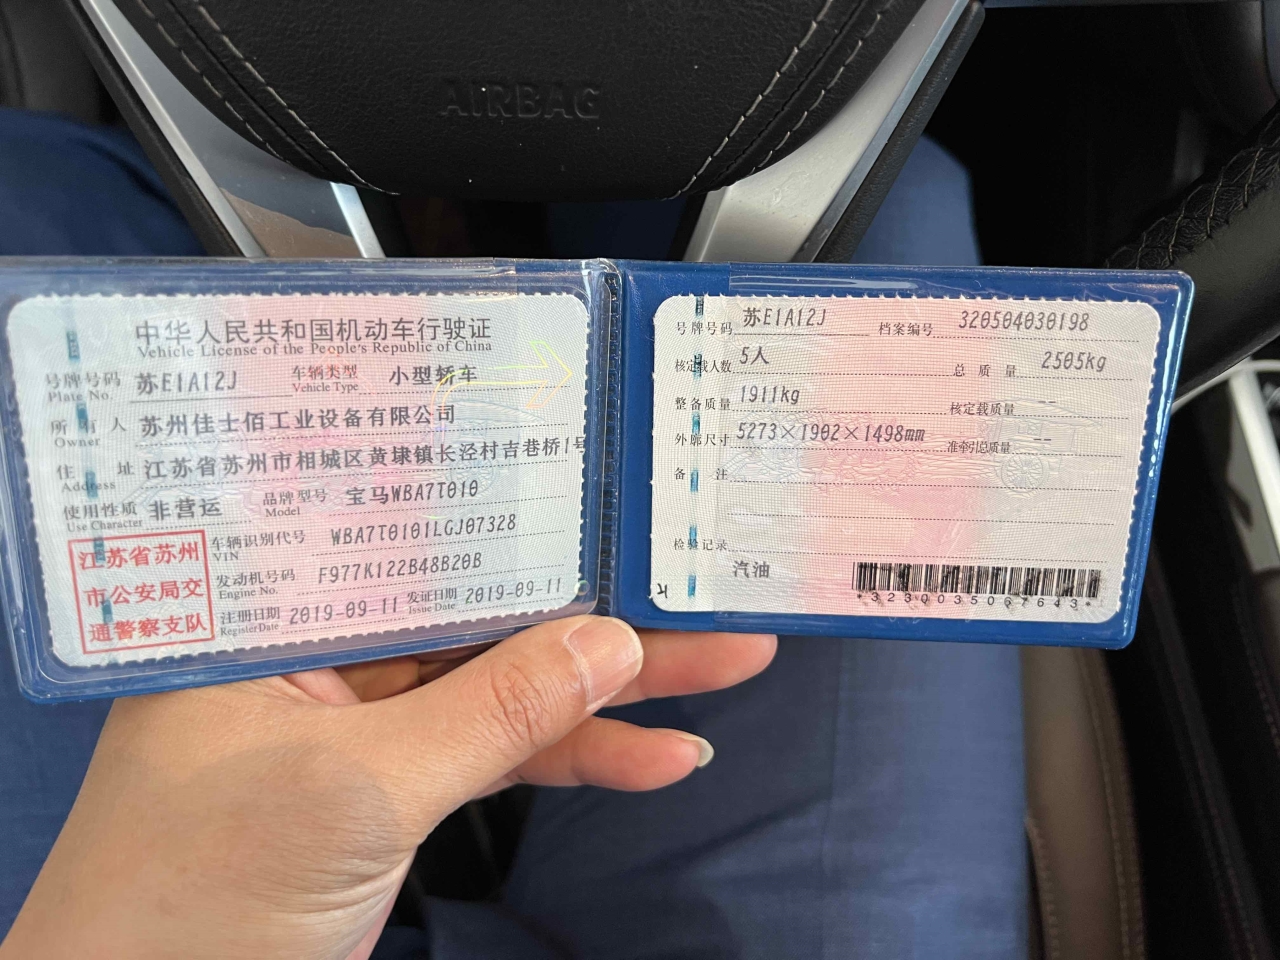 AIRBAG
中华人民共和国机动车行驶证
Vehicle License of the People's Republic of China
号牌号码 苏E1A12J 车辆类型 小型轿车
Plate No. Vehicle Type
所有人 苏州佳士佰工业设备有限公司
Owner
住址 江苏省苏州市相城区黄埭镇长泾村吉巷桥1号
Address
使用性质 非营运 品牌型号 宝马WBA7T010
Use Character Model
江苏省苏州
市公安局交
通警察支队
车辆识别代号 WBA7T0101LGJ07328
VIN
发动机号码 F977K122B48B20B
Engine No.
注册日期 2019-09-11 发证日期 2019-09-11
Register Date Issue Date
号牌号码 苏E1A12J 档案编号 320504030198
核定载人数 5人 总质量 2505kg
整备质量 1911kg 核定载质量 --
外廓尺寸 5273×1902×1498mm 准牵引总质量 --
备注
检验记录
汽油
*3230035067643*